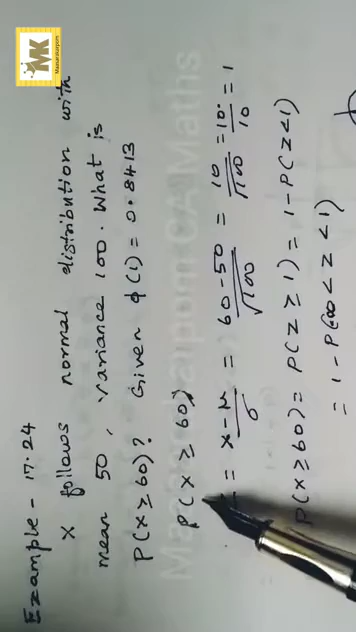 Example - 17.24
X follows normal distribution with
mean 50, variance 100. What is
P(x ≥ 60)? Given φ(1) = 0.8413
P(x ≥ 60)
= x - μ / σ = 60 - 50 / √100 = 10 / √100 = 10 / 10 = 1
P(x ≥ 60) = P(z ≥ 1) = 1 - P(z < 1)
= 1 - P(∞ < z < 1)
MK